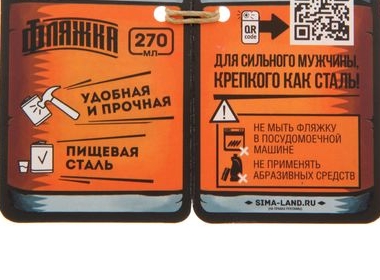 ФЛЯЖКА
270
МЛ
УДОБНАЯ
И ПРОЧНАЯ
ПИЩЕВАЯ
СТАЛЬ
QR
code
ДЛЯ СИЛЬНОГО МУЖЧИНЫ,
КРЕПКОГО КАК СТАЛЬ!
НЕ МЫТЬ ФЛЯЖКУ
В ПОСУДОМОЕЧНОЙ
МАШИНЕ
НЕ ПРИМЕНЯТЬ
АБРАЗИВНЫХ СРЕДСТВ
SIMA-LAND.RU